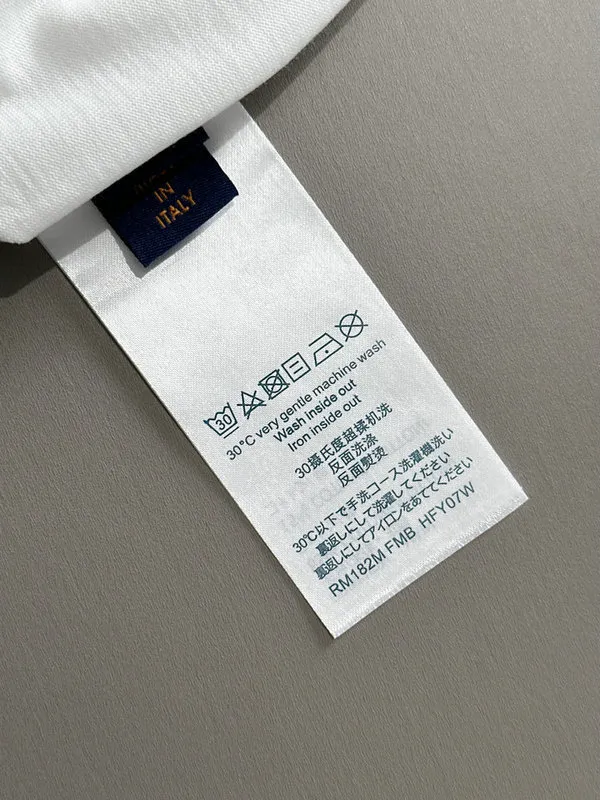 IN
ITALY
30
30°C very gentle machine wash
Wash inside out
Iron inside out
30摄氏度超揉机洗
反面洗涤
反面熨烫
30℃以下で手洗コース洗濯機洗い
裏返しにして洗濯してください
裏返しにしてアイロンをあててください
RM182M FMB HFY07W